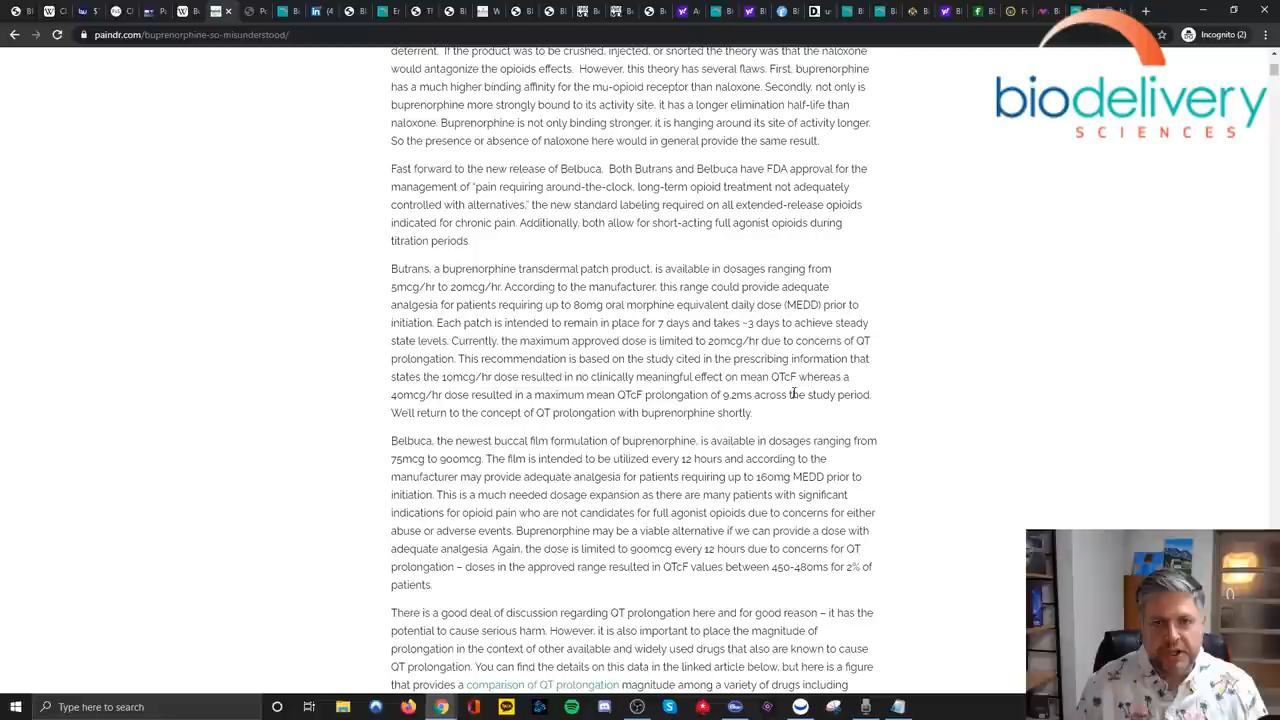 paindr.com/buprenorphine-so-misunderstood/
Incognito (2)
biodelivery
SCIENCES
deterrent. If the product was to be crushed, injected, or snorted the theory was that the naloxone
would antagonize the opioids effects. However, this theory has several flaws. First, buprenorphine
has a much higher binding affinity for the mu-opioid receptor than naloxone. Secondly, not only is
buprenorphine more strongly bound to its activity site, it has a longer elimination half-life than
naloxone. Buprenorphine is not only binding stronger, it is hanging around its site of activity longer.
So the presence or absence of naloxone here would in general provide the same result.
Fast forward to the new release of Belbuca. Both Butrans and Belbuca have FDA approval for the
management of “pain requiring around-the-clock, long-term opioid treatment not adequately
controlled with alternatives,” the new standard labeling required on all extended-release opioids
indicated for chronic pain. Additionally, both allow for short-acting full agonist opioids during
titration periods
Butrans, a buprenorphine transdermal patch product, is available in dosages ranging from
5mcg/hr to 20mcg/hr. According to the manufacturer, this range could provide adequate
analgesia for patients requiring up to 80mg oral morphine equivalent daily dose (MEDD) prior to
initiation. Each patch is intended to remain in place for 7 days and takes ~3 days to achieve steady
state levels. Currently, the maximum approved dose is limited to 20mcg/hr due to concerns of QT
prolongation. This recommendation is based on the study cited in the prescribing information that
states the 10mcg/hr dose resulted in no clinically meaningful effect on mean QTcF whereas a
40mcg/hr dose resulted in a maximum mean QTcF prolongation of 9.2ms across the study period.
We'll return to the concept of QT prolongation with buprenorphine shortly.
Belbuca, the newest buccal film formulation of buprenorphine, is available in dosages ranging from
75mcg to 900mcg. The film is intended to be utilized every 12 hours and according to the
manufacturer may provide adequate analgesia for patients requiring up to 160mg MEDD prior to
initiation. This is a much needed dosage expansion as there are many patients with significant
indications for opioid pain who are not candidates for full agonist opioids due to concerns for either
abuse or adverse events. Buprenorphine may be a viable alternative if we can provide a dose with
adequate analgesia. Again, the dose is limited to 900mcg every 12 hours due to concerns for QT
prolongation – doses in the approved range resulted in QTcF values between 450-480ms for 2% of
patients.
There is a good deal of discussion regarding QT prolongation here and for good reason – it has the
potential to cause serious harm. However, it is also important to place the magnitude of
prolongation in the context of other available and widely used drugs that also are known to cause
QT prolongation. You can find the details on this data in the linked article below, but here is a figure
that provides a comparison of QT prolongation magnitude among a variety of drugs including
Type here to search